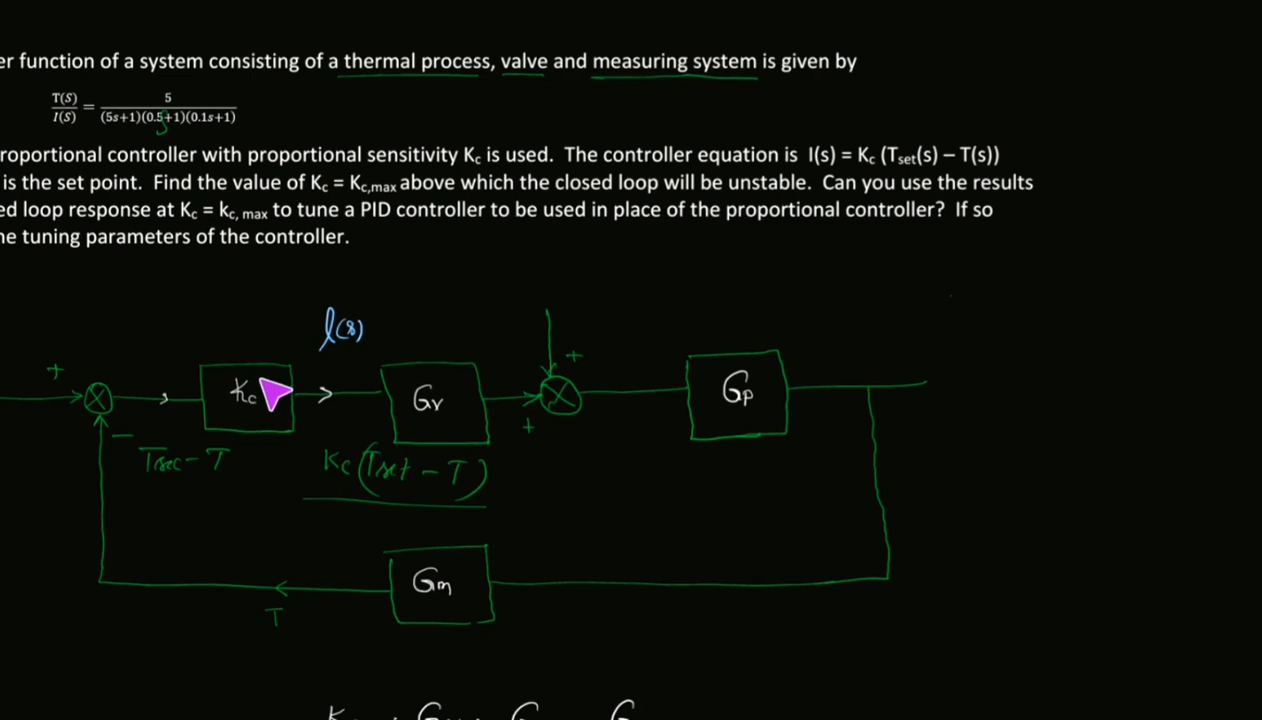 er function of a system consisting of a thermal process, valve and measuring system is given by
T(S)/I(S) = 5/(5s+1)(0.5+1)(0.1s+1)
s
roportional controller with proportional sensitivity Kc is used. The controller equation is I(s) = Kc (Tset(s) – T(s))
is the set point. Find the value of Kc = Kc,max above which the closed loop will be unstable. Can you use the results
ed loop response at Kc = kc, max to tune a PID controller to be used in place of the proportional controller? If so
ne tuning parameters of the controller.
I(s)
+ +
Kc Gv Gp
+
−
Tsec − T Kc (Tset − T)
Gm
T